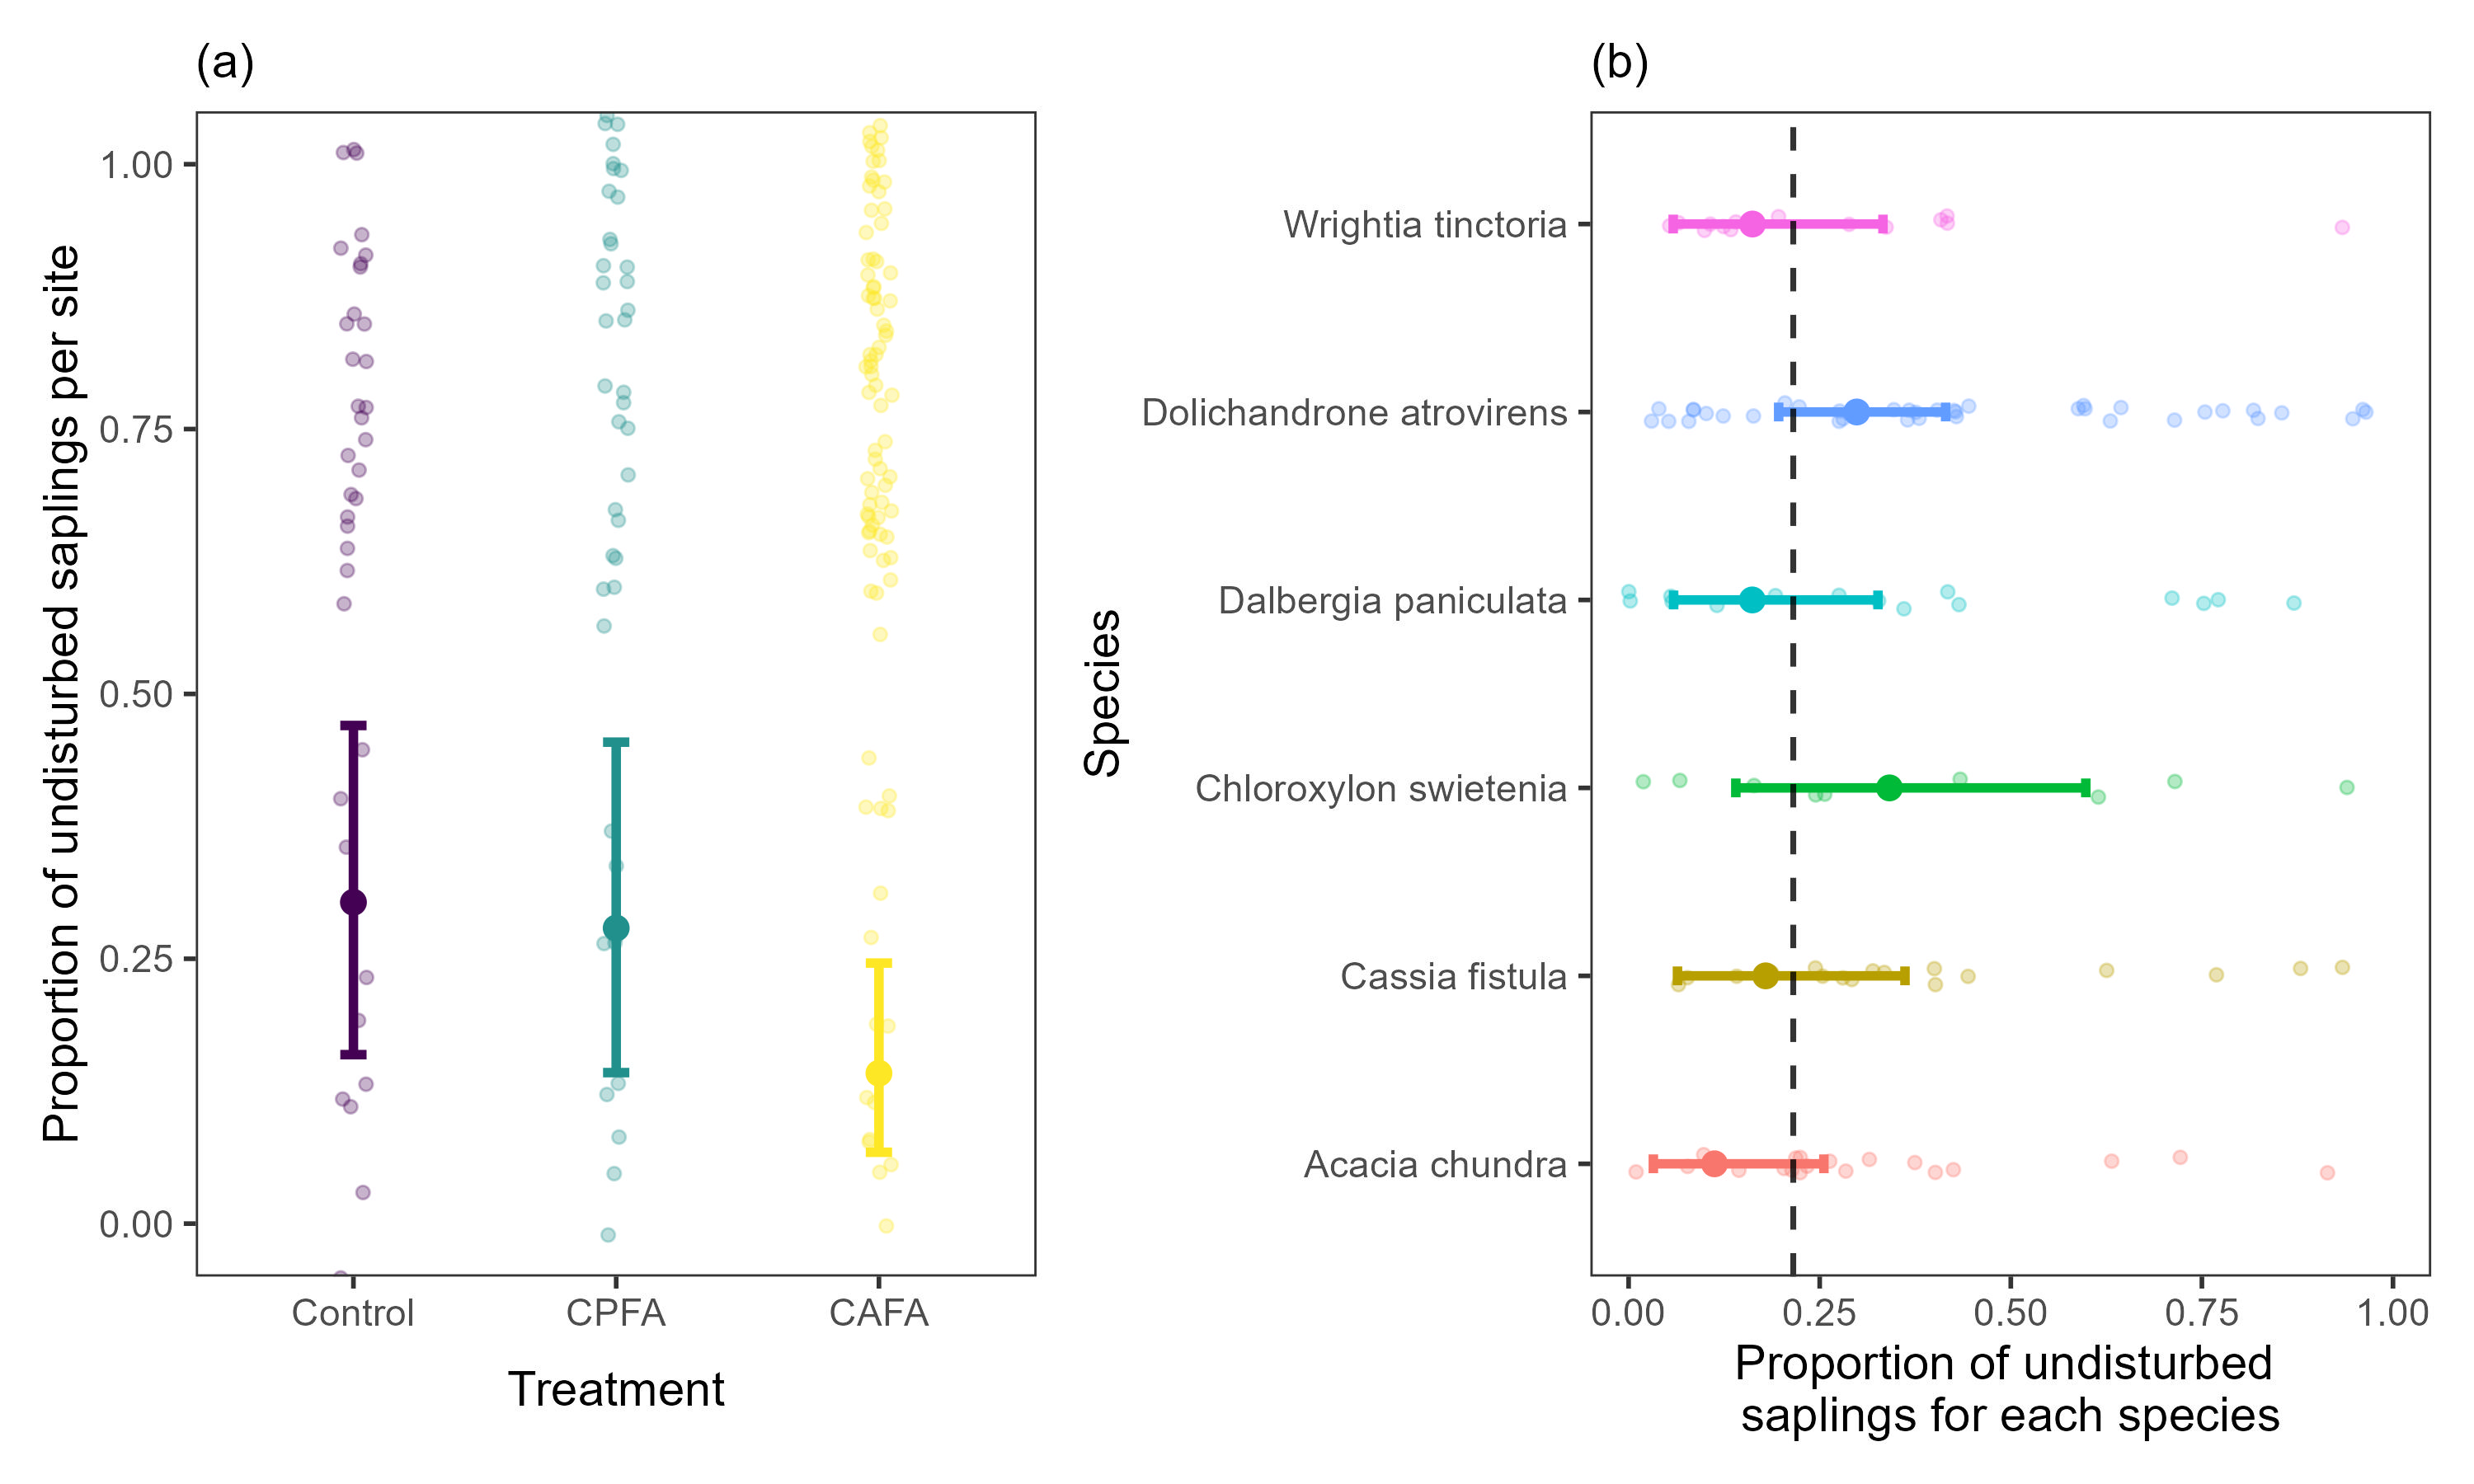 (a)
Proportion of undisturbed saplings per site
1.00
0.75
0.50
0.25
0.00
Control
CPFA
CAFA
Treatment
(b)
Species
Wrightia tinctoria
Dolichandrone atrovirens
Dalbergia paniculata
Chloroxylon swietenia
Cassia fistula
Acacia chundra
0.00
0.25
0.50
0.75
1.00
Proportion of undisturbed
saplings for each species